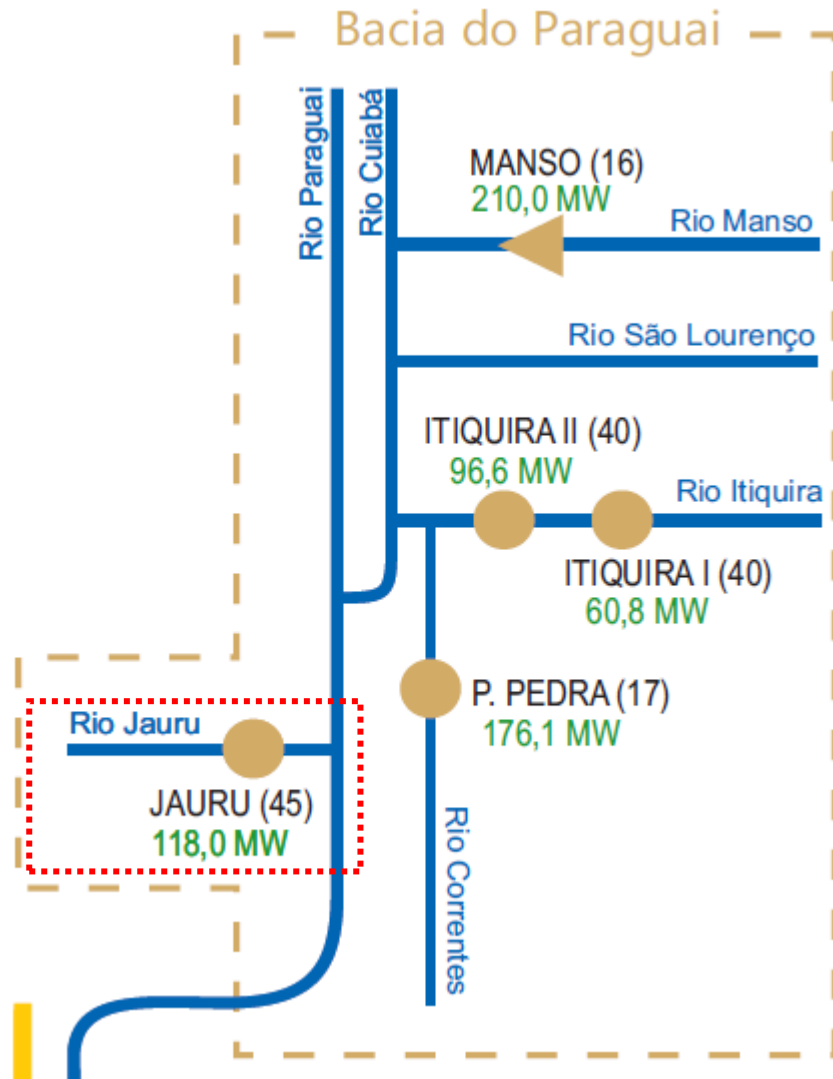 Bacia do Paraguai
Rio Paraguai
Rio Cuiabá
MANSO (16)
210,0 MW
Rio Manso
Rio São Lourenço
ITIQUIRA II (40)
96,6 MW
Rio Itiquira
ITIQUIRA I (40)
60,8 MW
P. PEDRA (17)
176,1 MW
Rio Jauru
JAURU (45)
118,0 MW
Rio Correntes